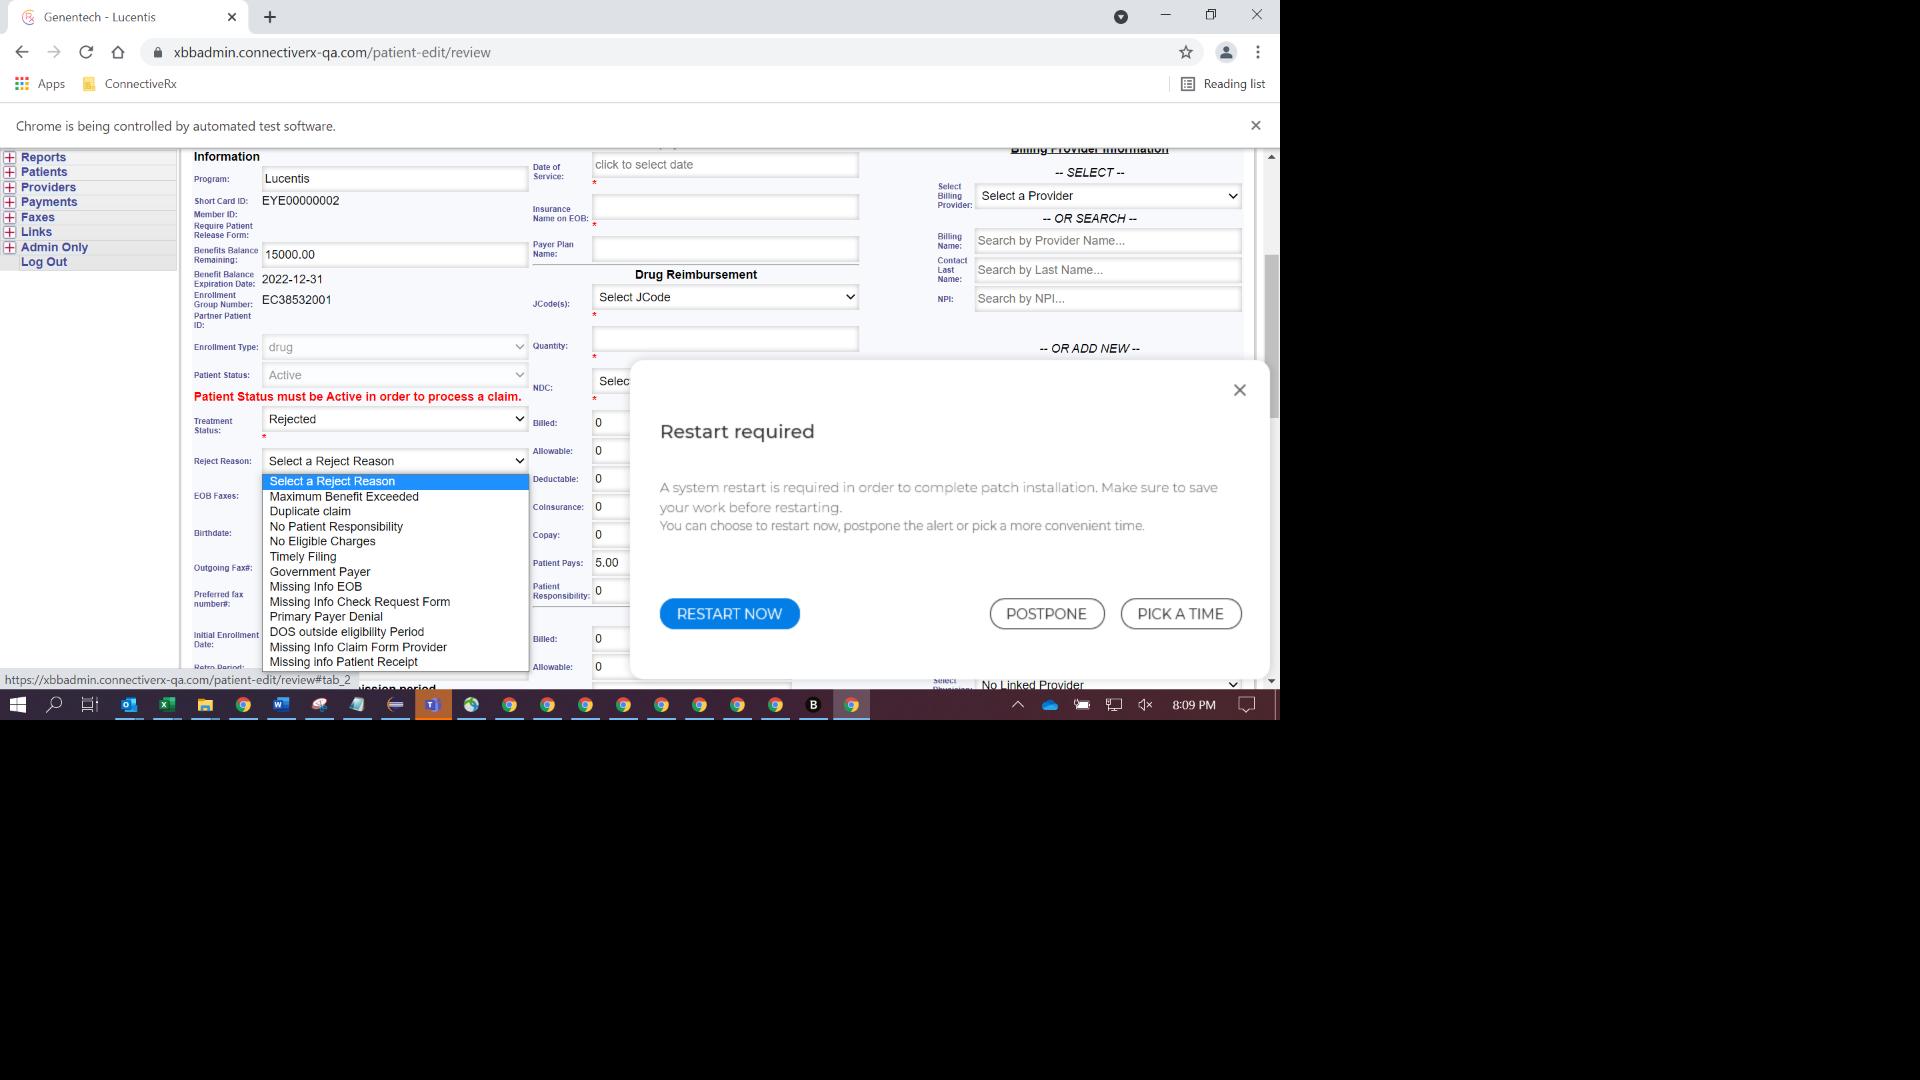 Genentech - Lucentis
xbbadmin.connectiverx-qa.com/patient-edit/review
Apps
ConnectiveRx
Reading list
Chrome is being controlled by automated test software.
Reports
Patients
Providers
Payments
Faxes
Links
Admin Only
Log Out
Information
Program:
Lucentis
Short Card ID:
EYE00000002
Member ID:
Require Patient
Release Form:
Benefits Balance
Remaining:
15000.00
Benefit Balance
Expiration Date:
2022-12-31
Enrollment
Group Number:
EC38532001
Partner Patient
ID:
Enrollment Type:
drug
Patient Status:
Active
Patient Status must be Active in order to process a claim.
Treatment
Status:
Rejected
*
Reject Reason:
Select a Reject Reason
Select a Reject Reason
Maximum Benefit Exceeded
Duplicate claim
No Patient Responsibility
No Eligible Charges
Timely Filing
Government Payer
Missing Info EOB
Missing Info Check Request Form
Primary Payer Denial
DOS outside eligibility Period
Missing Info Claim Form Provider
Missing info Patient Receipt
EOB Faxes:
Birthdate:
Outgoing Fax#:
Preferred fax
number#:
Initial Enrollment
Date:
Retro Period:
Date of
Service:
click to select date
*
Insurance
Name on EOB:
*
Payer Plan
Name:
Drug Reimbursement
JCode(s):
Select JCode
*
Quantity:
*
NDC:
Selec
*
Billed:
0
Allowable:
0
Deductable:
0
Coinsurance:
0
Copay:
0
Patient Pays:
5.00
Patient
Responsibility:
0
Billed:
0
Allowable:
0
Billing Provider Information
-- SELECT --
Select
Billing
Provider:
Select a Provider
-- OR SEARCH --
Billing
Name:
Search by Provider Name...
Contact
Last
Name:
Search by Last Name...
NPI:
Search by NPI...
-- OR ADD NEW --
Restart required
A system restart is required in order to complete patch installation. Make sure to save
your work before restarting.
You can choose to restart now, postpone the alert or pick a more convenient time.
RESTART NOW
POSTPONE
PICK A TIME
Select
No Linked Provider
https://xbbadmin.connectiverx-qa.com/patient-edit/review#tab_2
ission period
8:09 PM